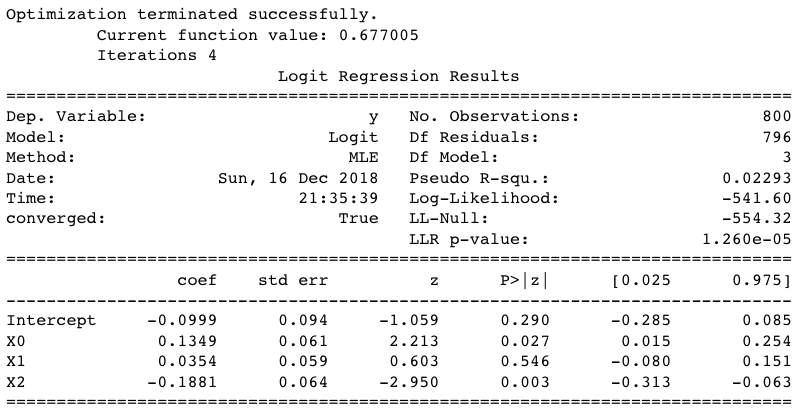 Optimization terminated successfully.
         Current function value: 0.677005
         Iterations 4
                           Logit Regression Results
==============================================================================
Dep. Variable:                      y   No. Observations:                  800
Model:                          Logit   Df Residuals:                      796
Method:                           MLE   Df Model:                            3
Date:                Sun, 16 Dec 2018   Pseudo R-squ.:                 0.02293
Time:                        21:35:39   Log-Likelihood:                -541.60
converged:                       True   LL-Null:                       -554.32
                                        LLR p-value:                 1.260e-05
==============================================================================
                 coef    std err          z      P>|z|      [0.025      0.975]
------------------------------------------------------------------------------
Intercept     -0.0999      0.094     -1.059      0.290      -0.285       0.085
X0             0.1349      0.061      2.213      0.027       0.015       0.254
X1             0.0354      0.059      0.603      0.546      -0.080       0.151
X2            -0.1881      0.064     -2.950      0.003      -0.313      -0.063
==============================================================================